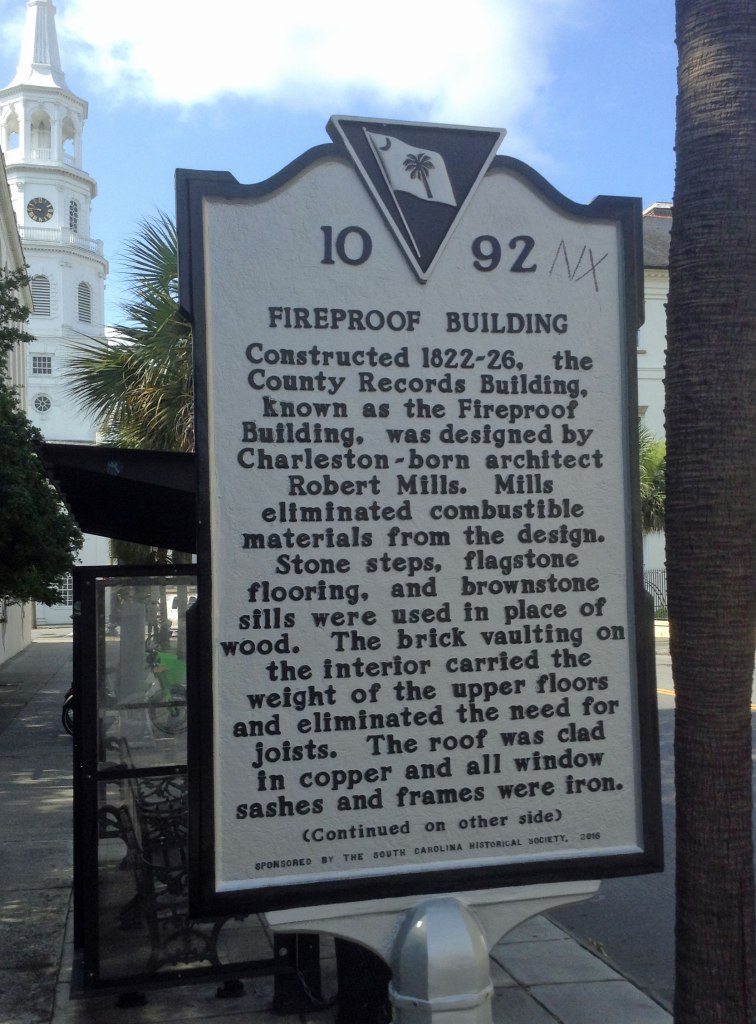 10 92 NX
FIREPROOF BUILDING
Constructed 1822-26, the
County Records Building,
known as the Fireproof
Building, was designed by
Charleston-born architect
Robert Mills. Mills
eliminated combustible
materials from the design.
Stone steps, flagstone
flooring, and brownstone
sills were used in place of
wood. The brick vaulting on
the interior carried the
weight of the upper floors
and eliminated the need for
joists. The roof was clad
in copper and all window
sashes and frames were iron.
(Continued on other side)
SPONSORED BY THE SOUTH CAROLINA HISTORICAL SOCIETY, 2016